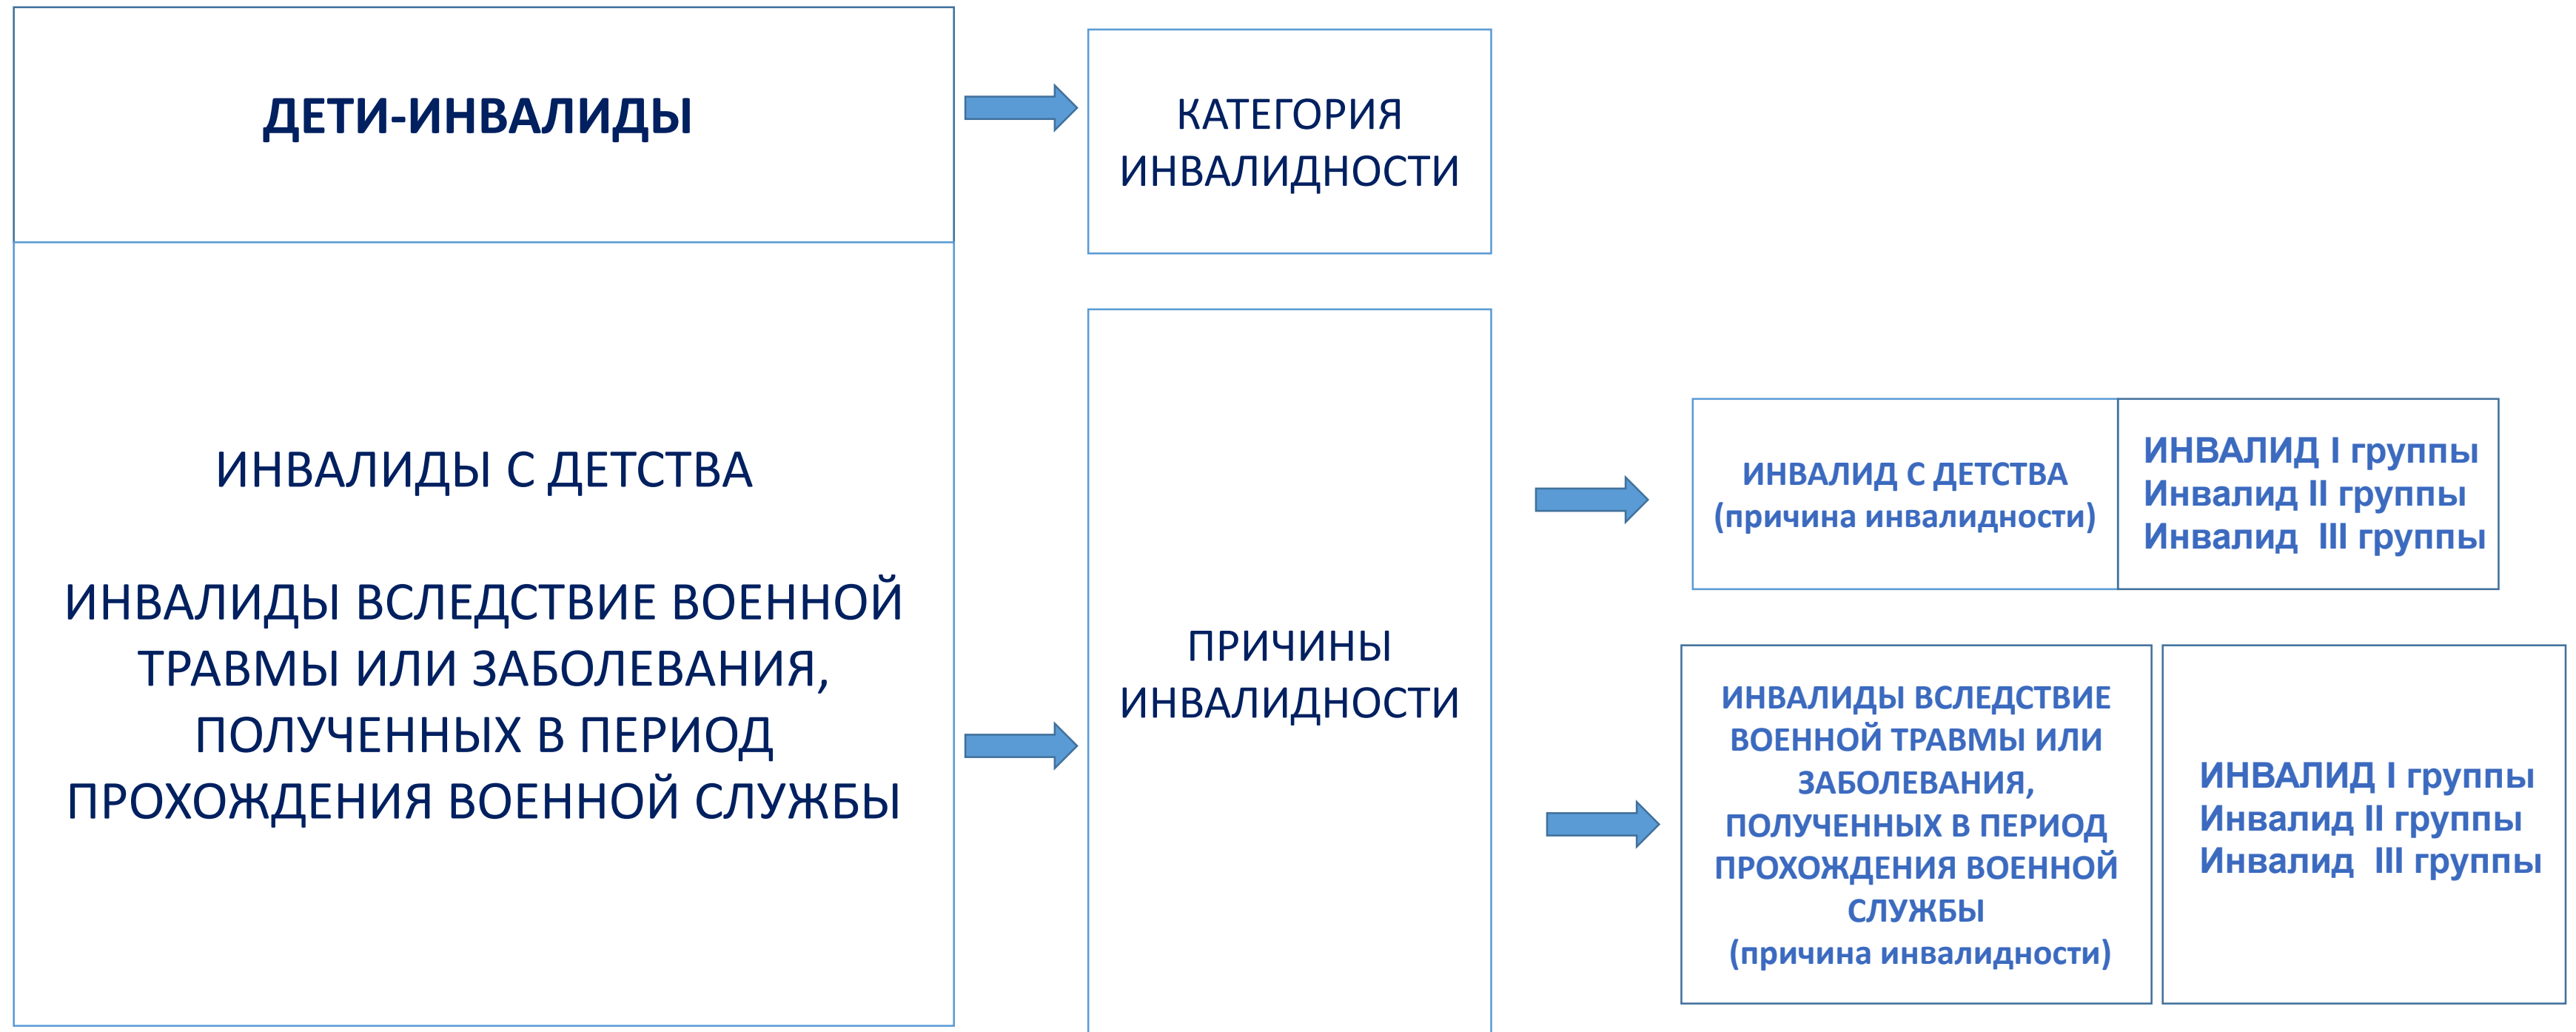 ДЕТИ-ИНВАЛИДЫ
КАТЕГОРИЯ
ИНВАЛИДНОСТИ
ИНВАЛИДЫ С ДЕТСТВА
ИНВАЛИДЫ ВСЛЕДСТВИЕ ВОЕННОЙ
ТРАВМЫ ИЛИ ЗАБОЛЕВАНИЯ,
ПОЛУЧЕННЫХ В ПЕРИОД
ПРОХОЖДЕНИЯ ВОЕННОЙ СЛУЖБЫ
ПРИЧИНЫ
ИНВАЛИДНОСТИ
ИНВАЛИД С ДЕТСТВА
(причина инвалидности)
ИНВАЛИД I группы
Инвалид II группы
Инвалид  III группы
ИНВАЛИДЫ ВСЛЕДСТВИЕ
ВОЕННОЙ ТРАВМЫ ИЛИ
ЗАБОЛЕВАНИЯ,
ПОЛУЧЕННЫХ В ПЕРИОД
ПРОХОЖДЕНИЯ ВОЕННОЙ
СЛУЖБЫ
(причина инвалидности)
ИНВАЛИД I группы
Инвалид II группы
Инвалид  III группы